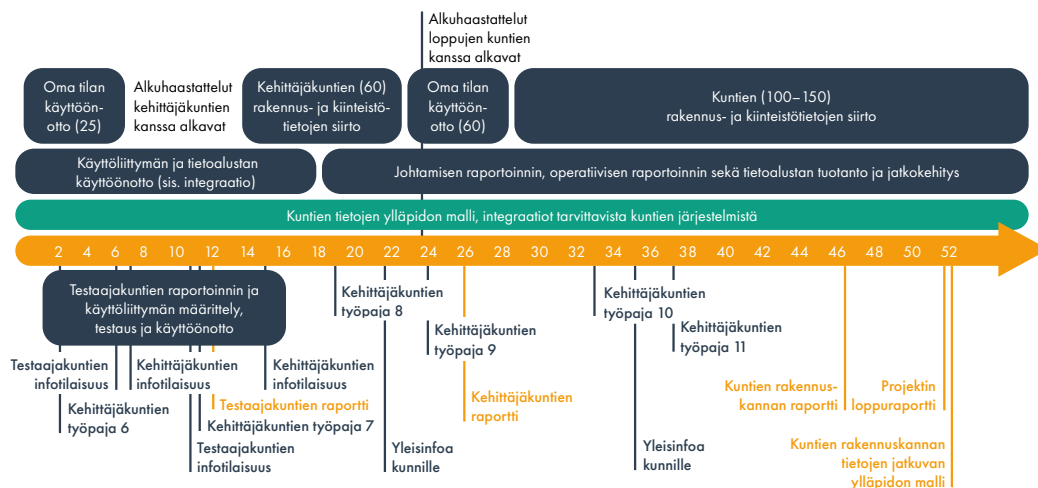 Alkuhaastattelut
loppujen kuntien
kanssa alkavat
Oma tilan
käyttöön-
otto (25)
Alkuhaastattelut
kehittäjäkuntien
kanssa alkavat
Kehittäjäkuntien (60)
rakennus- ja kiinteistö-
tietojen siirto
Oma tilan
käyttöön-
otto (60)
Kuntien (100–150)
rakennus- ja kiinteistötietojen siirto
Käyttöliittymän ja tietoalustan
käyttöönotto (sis. integraatio)
Johtamisen raportoinnin, operatiivisen raportoinnin sekä tietoalustan tuotanto ja jatkokehitys
Kuntien tietojen ylläpidon malli, integraatiot tarvittavista kuntien järjestelmistä
2 4 6 8 10 12 14 16 18 20 22 24 26 28 30 32 34 36 38 40 42 44 46 48 50 52
Testaajakuntien raportoinnin ja
käyttöliittymän määrittely,
testaus ja käyttöönotto
Kehittäjäkuntien
työpaja 8
Kehittäjäkuntien
työpaja 9
Kehittäjäkuntien
työpaja 10
Kehittäjäkuntien
työpaja 11
Testaajakuntien
infotilaisuus
Kehittäjäkuntien
infotilaisuus
Kehittäjäkuntien
infotilaisuus
Kehittäjäkuntien
työpaja 6
Testaajakuntien raportti
Kehittäjäkuntien työpaja 7
Testaajakuntien
infotilaisuus
Yleisinfoa
kunnille
Kehittäjäkuntien
raportti
Yleisinfoa
kunnille
Kuntien rakennus-
kannan raportti
Projektin
loppuraportti
Kuntien rakennuskannan
tietojen jatkuvan
ylläpidon malli